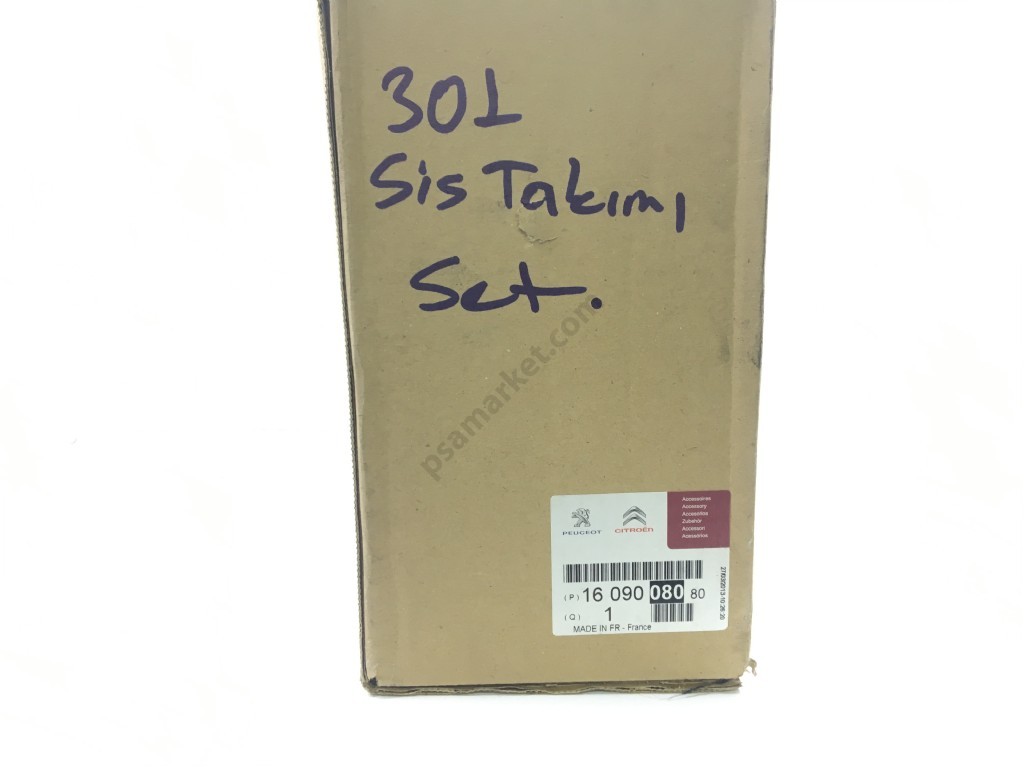 301
Sis Takımı
Set.
psamarket.com
PEUGEOT
CITROËN
Accessoires
Accessory
Accesorios
Zubehör
Accessori
Acessórios
(P) 16 090 080 80
(Q) 1
MADE IN FR - France